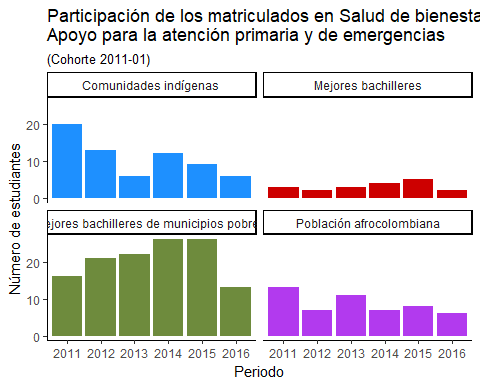 Participación de los matriculados en Salud de bienesta
Apoyo para la atención primaria y de emergencias
(Cohorte 2011-01)
Comunidades indígenas
Mejores bachilleres
20
10
0
ejores bachilleres de municipios pobre
Población afrocolombiana
20
10
0
Número de estudiantes
2011 2012 2013 2014 2015 2016
2011 2012 2013 2014 2015 2016
Periodo